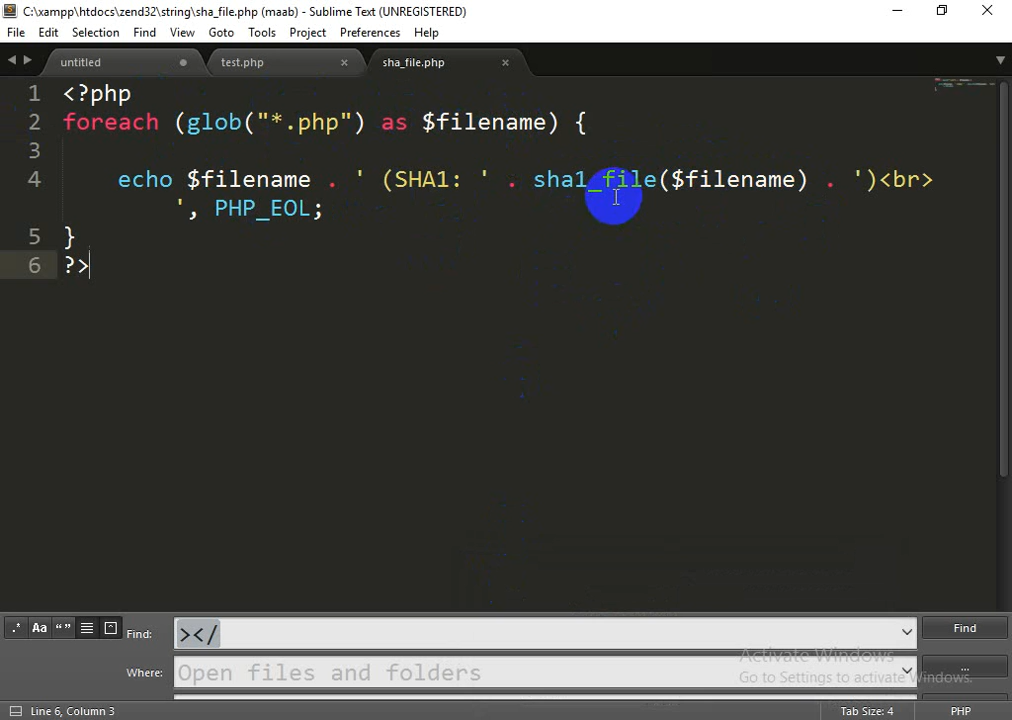 C:\xampp\htdocs\zend32\string\sha_file.php (maab) - Sublime Text (UNREGISTERED)
File Edit Selection Find View Goto Tools Project Preferences Help
untitled test.php sha_file.php
1 <?php
2 foreach (glob("*.php") as $filename) {
3
4 echo $filename . ' (SHA1: ' . sha1_file($filename) . ')<br>
', PHP_EOL;
5 }
6 ?>
.* Aa “” Find: ></ Find
Where: Open files and folders ...
Activate Windows
Go to Settings to activate Windows.
Line 6, Column 3 Tab Size: 4 PHP